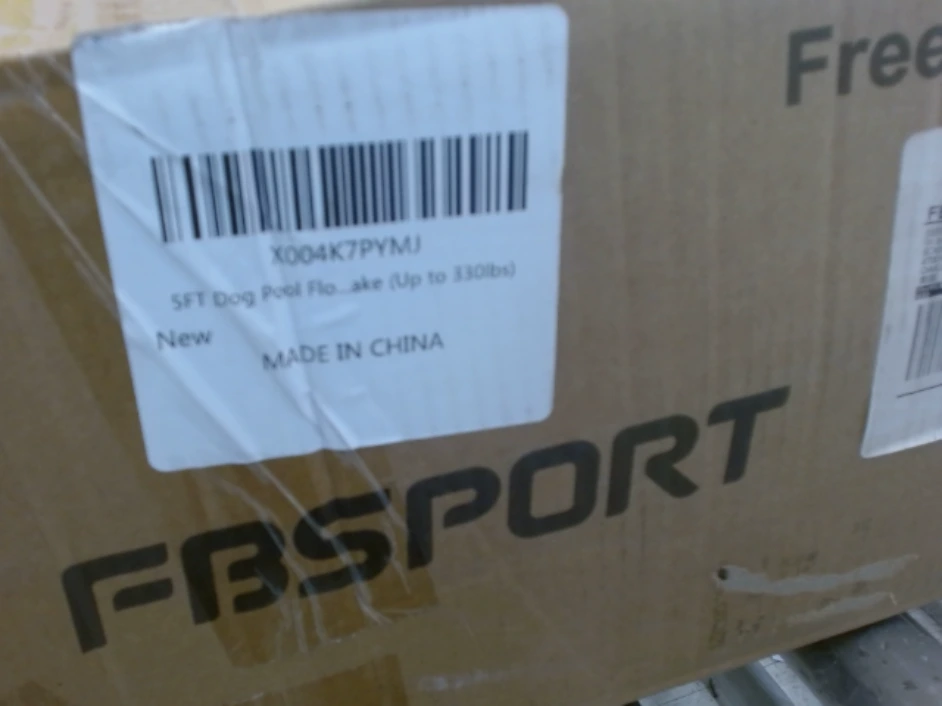 Free
X004K7PYMJ
5FT Dog Pool Flo...ake (Up to 330lbs)
New
MADE IN CHINA
FBSPORT